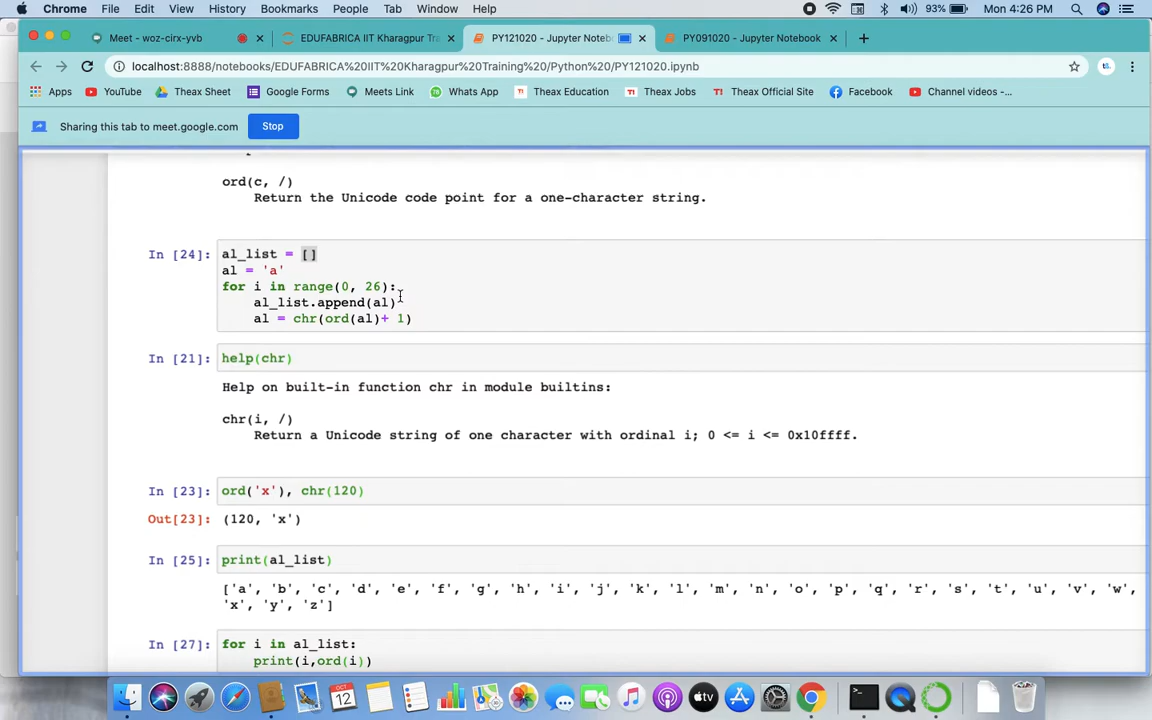 Chrome File Edit View History Bookmarks People Tab Window Help 93% Mon 4:26 PM
Meet - woz-cirx-yvb EDUFABRICA IIT Kharagpur Tra PY121020 - Jupyter Noteb PY091020 - Jupyter Notebook
localhost:8888/notebooks/EDUFABRICA%20IIT%20Kharagpur%20Training%20/Python%20/PY121020.ipynb
Apps YouTube Theax Sheet Google Forms Meets Link Whats App Theax Education Theax Jobs Theax Official Site Facebook Channel videos -...
Sharing this tab to meet.google.com Stop
ord(c, /)
Return the Unicode code point for a one-character string.
In [24]: al_list = []
al = 'a'
for i in range(0, 26):
al_list.append(al)
al = chr(ord(al)+ 1)
In [21]: help(chr)
Help on built-in function chr in module builtins:
chr(i, /)
Return a Unicode string of one character with ordinal i; 0 <= i <= 0x10ffff.
In [23]: ord('x'), chr(120)
Out[23]: (120, 'x')
In [25]: print(al_list)
['a', 'b', 'c', 'd', 'e', 'f', 'g', 'h', 'i', 'j', 'k', 'l', 'm', 'n', 'o', 'p', 'q', 'r', 's', 't', 'u', 'v', 'w',
'x', 'y', 'z']
In [27]: for i in al_list:
print(i,ord(i))
OCT
12
tv